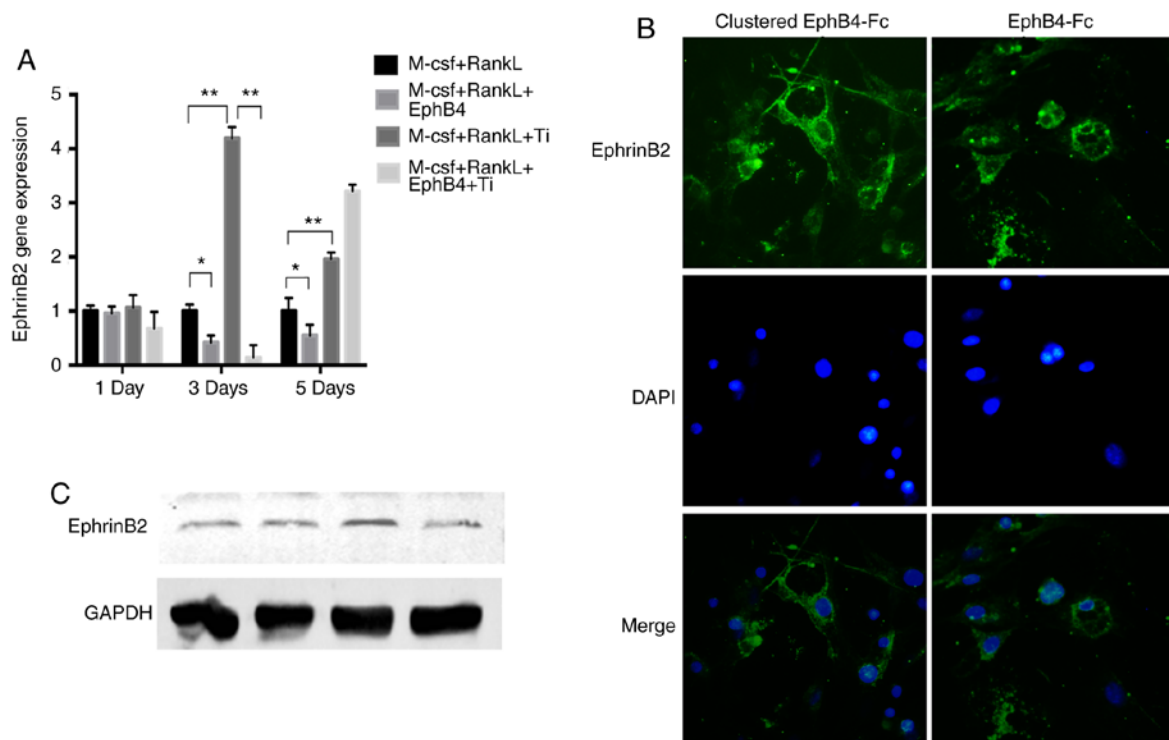 A
M-csf+RankL
M-csf+RankL+
EphB4
M-csf+RankL+Ti
M-csf+RankL+
EphB4+Ti
EphrinB2 gene expression
5
4
3
2
1
0
** **
*
**
*
1 Day 3 Days 5 Days
B
Clustered EphB4-Fc EphB4-Fc
EphrinB2
DAPI
Merge
C
EphrinB2
GAPDH